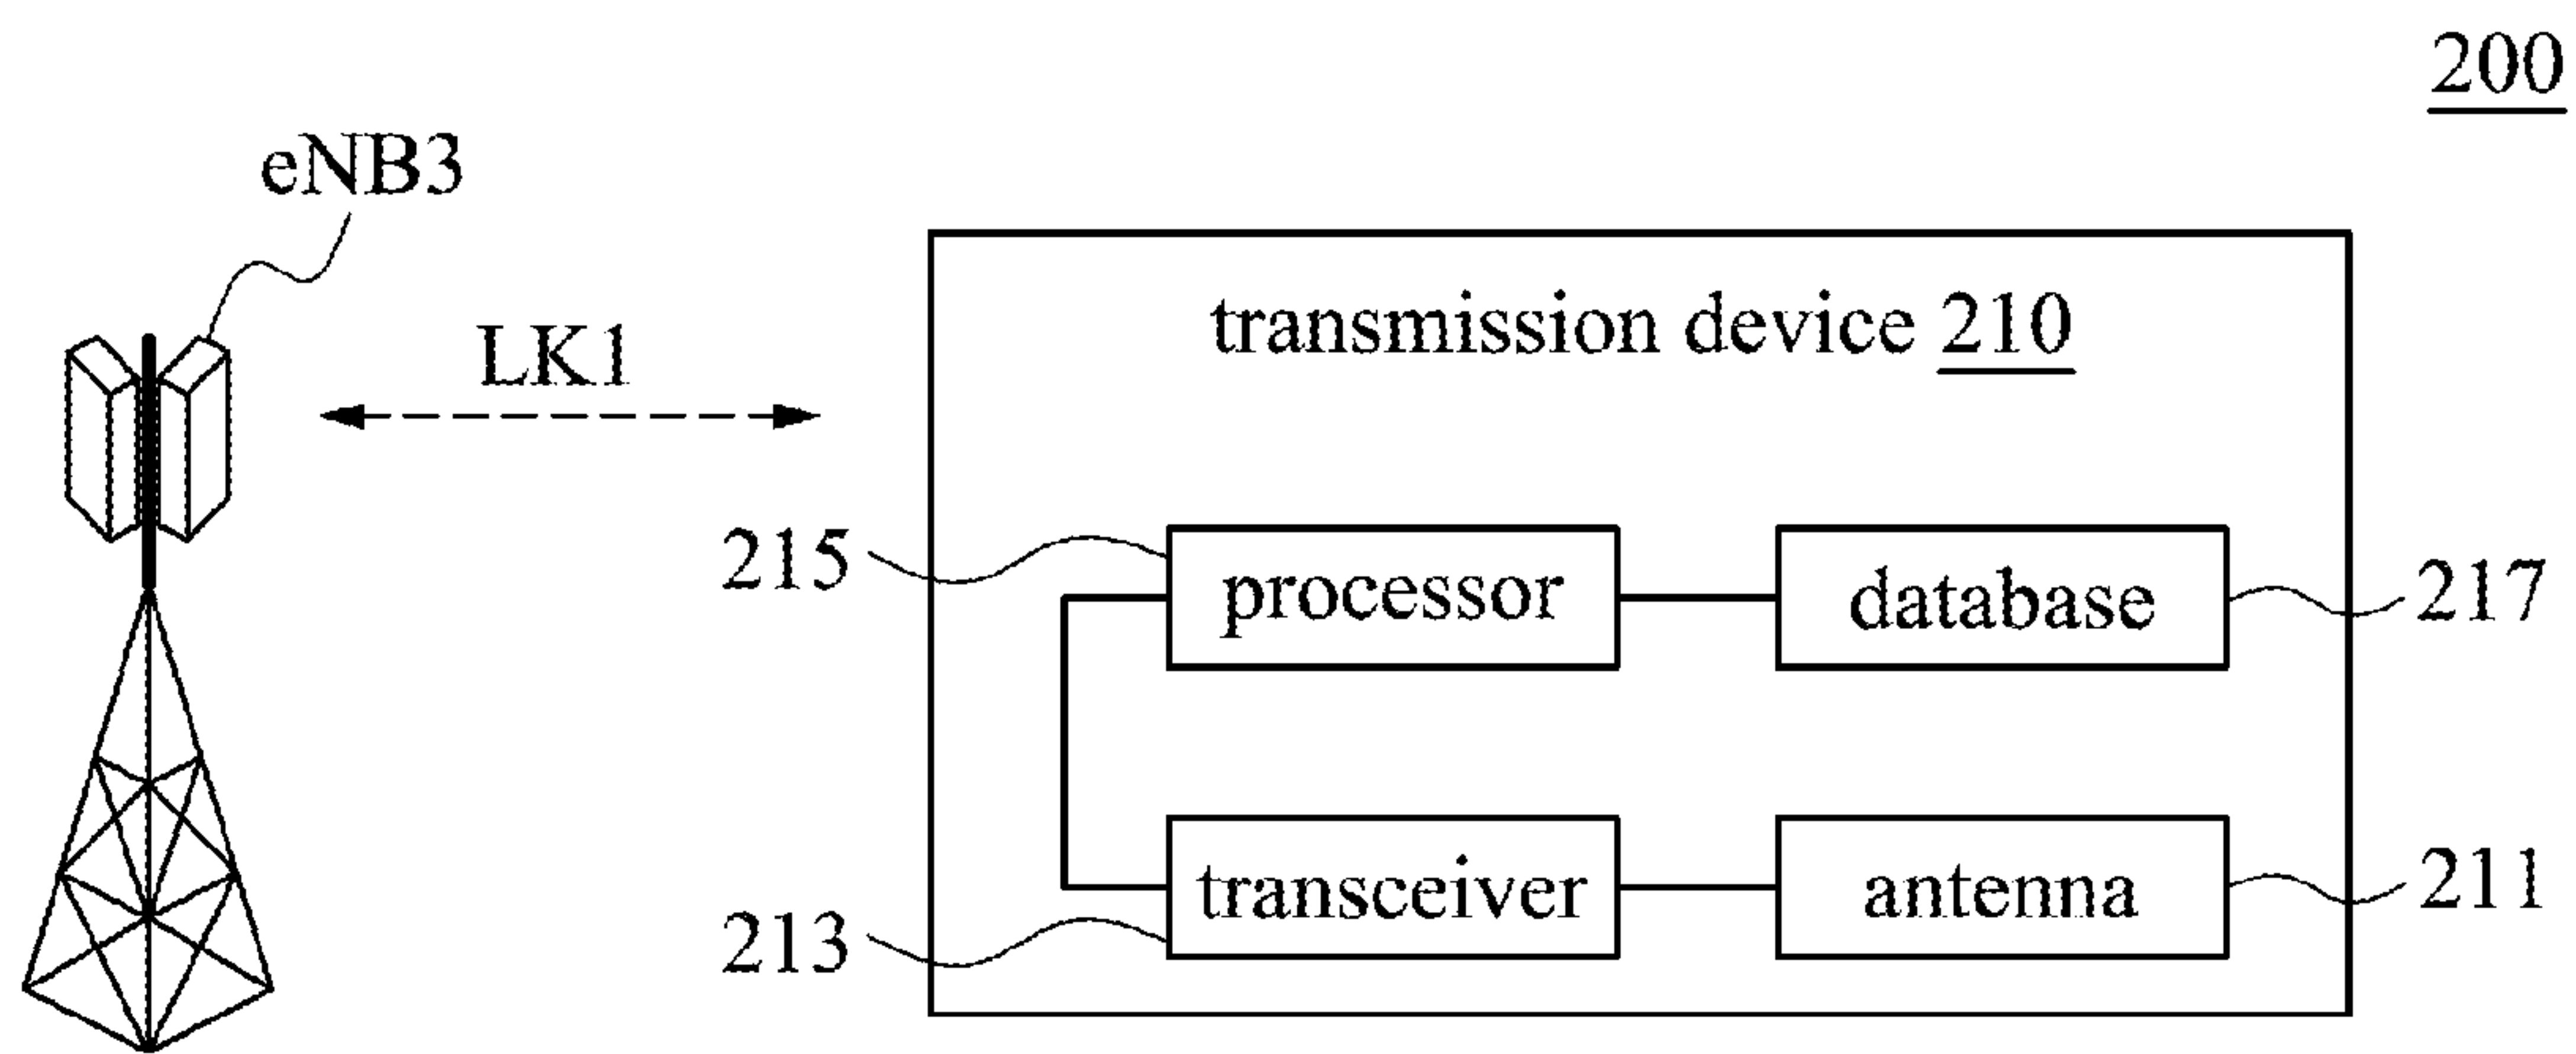 200
eNB3
LK1
transmission device 210
215
processor
database
217
213
transceiver
antenna
211